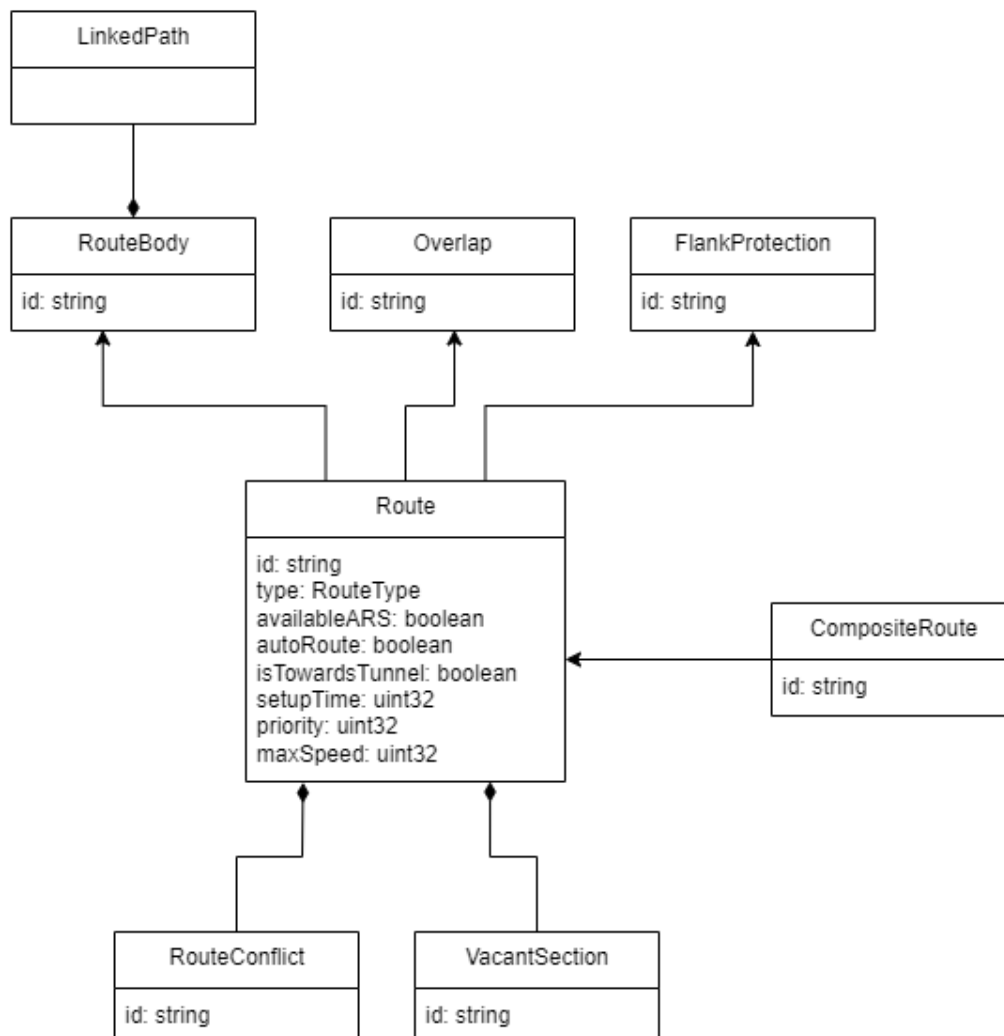 LinkedPath
RouteBody
id: string
Overlap
id: string
FlankProtection
id: string
Route
id: string
type: RouteType
availableARS: boolean
autoRoute: boolean
isTowardsTunnel: boolean
setupTime: uint32
priority: uint32
maxSpeed: uint32
CompositeRoute
id: string
RouteConflict
id: string
VacantSection
id: string